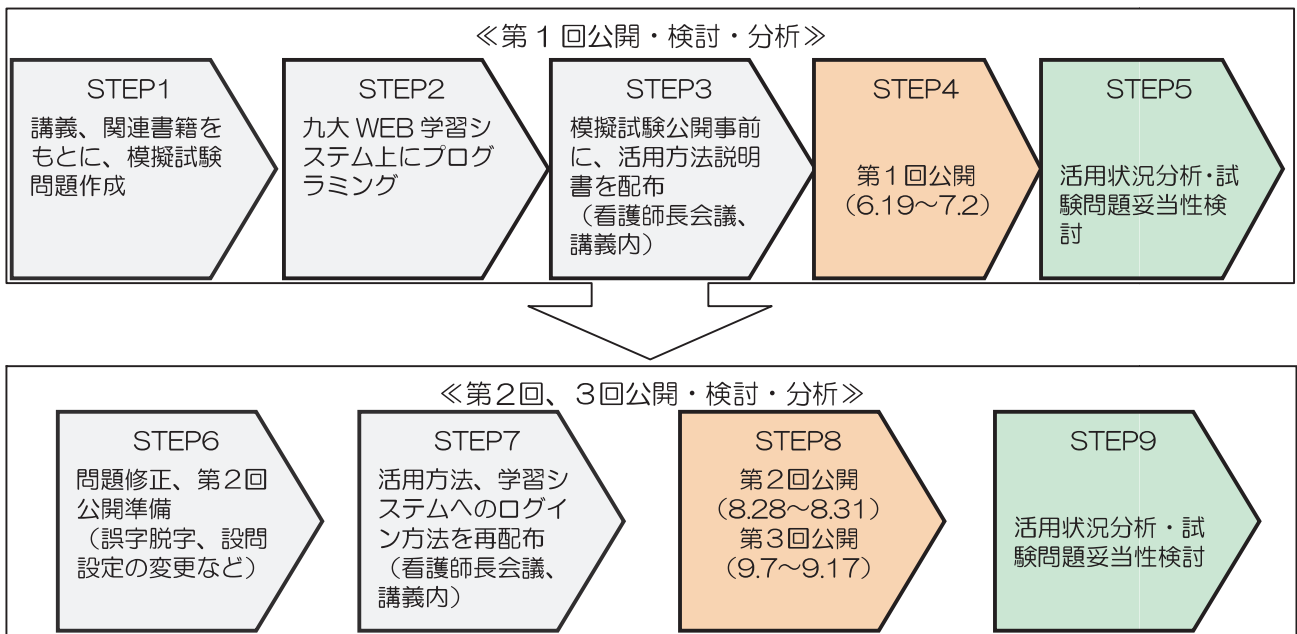 ≪第1回公開・検討・分析≫
STEP1
講義、関連書籍を
もとに、模擬試験
問題作成
STEP2
九大 WEB 学習シ
ステム上にプログ
ラミング
STEP3
模擬試験公開事前
に、活用方法説明
書を配布
（看護師長会議、
講義内）
STEP4
第1回公開
（6.19～7.2）
STEP5
活用状況分析・試
験問題妥当性検
討
≪第2回、3回公開・検討・分析≫
STEP6
問題修正、第2回
公開準備
（誤字脱字、設問
設定の変更など）
STEP7
活用方法、学習シ
ステムへのログイ
ン方法を再配布
（看護師長会議、
講義内）
STEP8
第2回公開
（8.28～8.31）
第3回公開
（9.7～9.17）
STEP9
活用状況分析・試
験問題妥当性検討